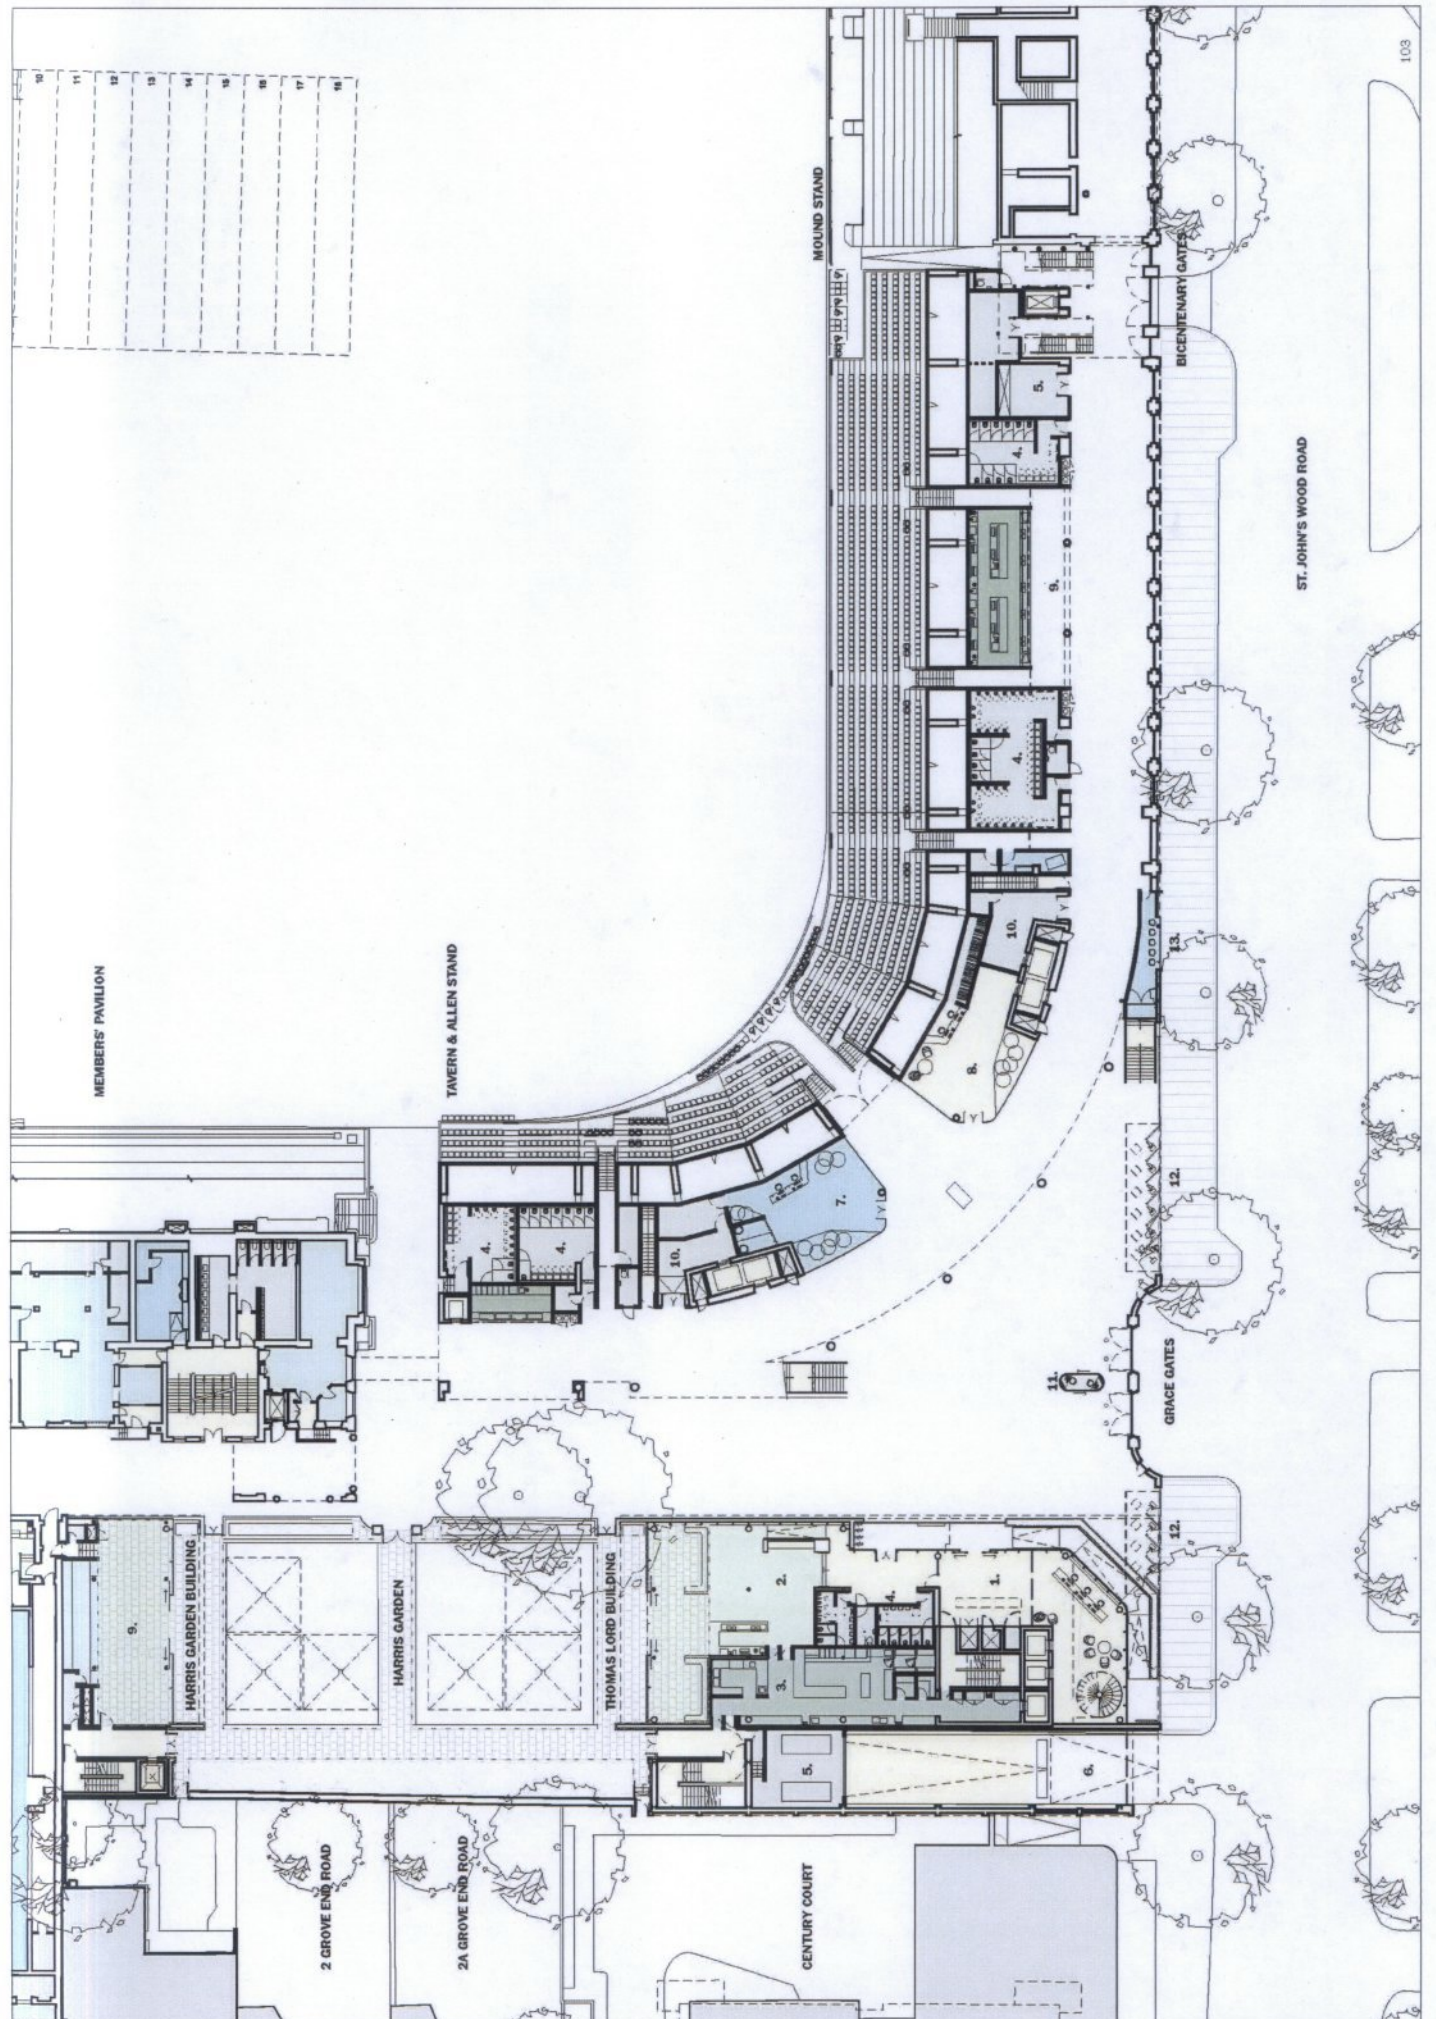 103
10
11
12
13
14
15
16
17
18
MOUND STAND
BICENTENARY GATES
ST. JOHN'S WOOD ROAD
5.
4.
9.
4.
10.
13.
8.
MEMBERS' PAVILION
TAVERN & ALLEN STAND
7.
4.
4.
10.
12.
11.
GRACE GATES
12.
9.
HARRIS GARDEN BUILDING
HARRIS GARDEN
THOMAS LORD BUILDING
2.
4.
1.
3.
5.
6.
2 GROVE END ROAD
2A GROVE END ROAD
CENTURY COURT